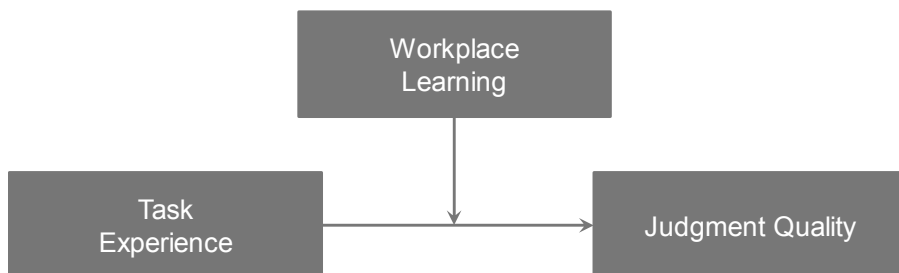 Workplace
Learning
Task
Experience
Judgment Quality